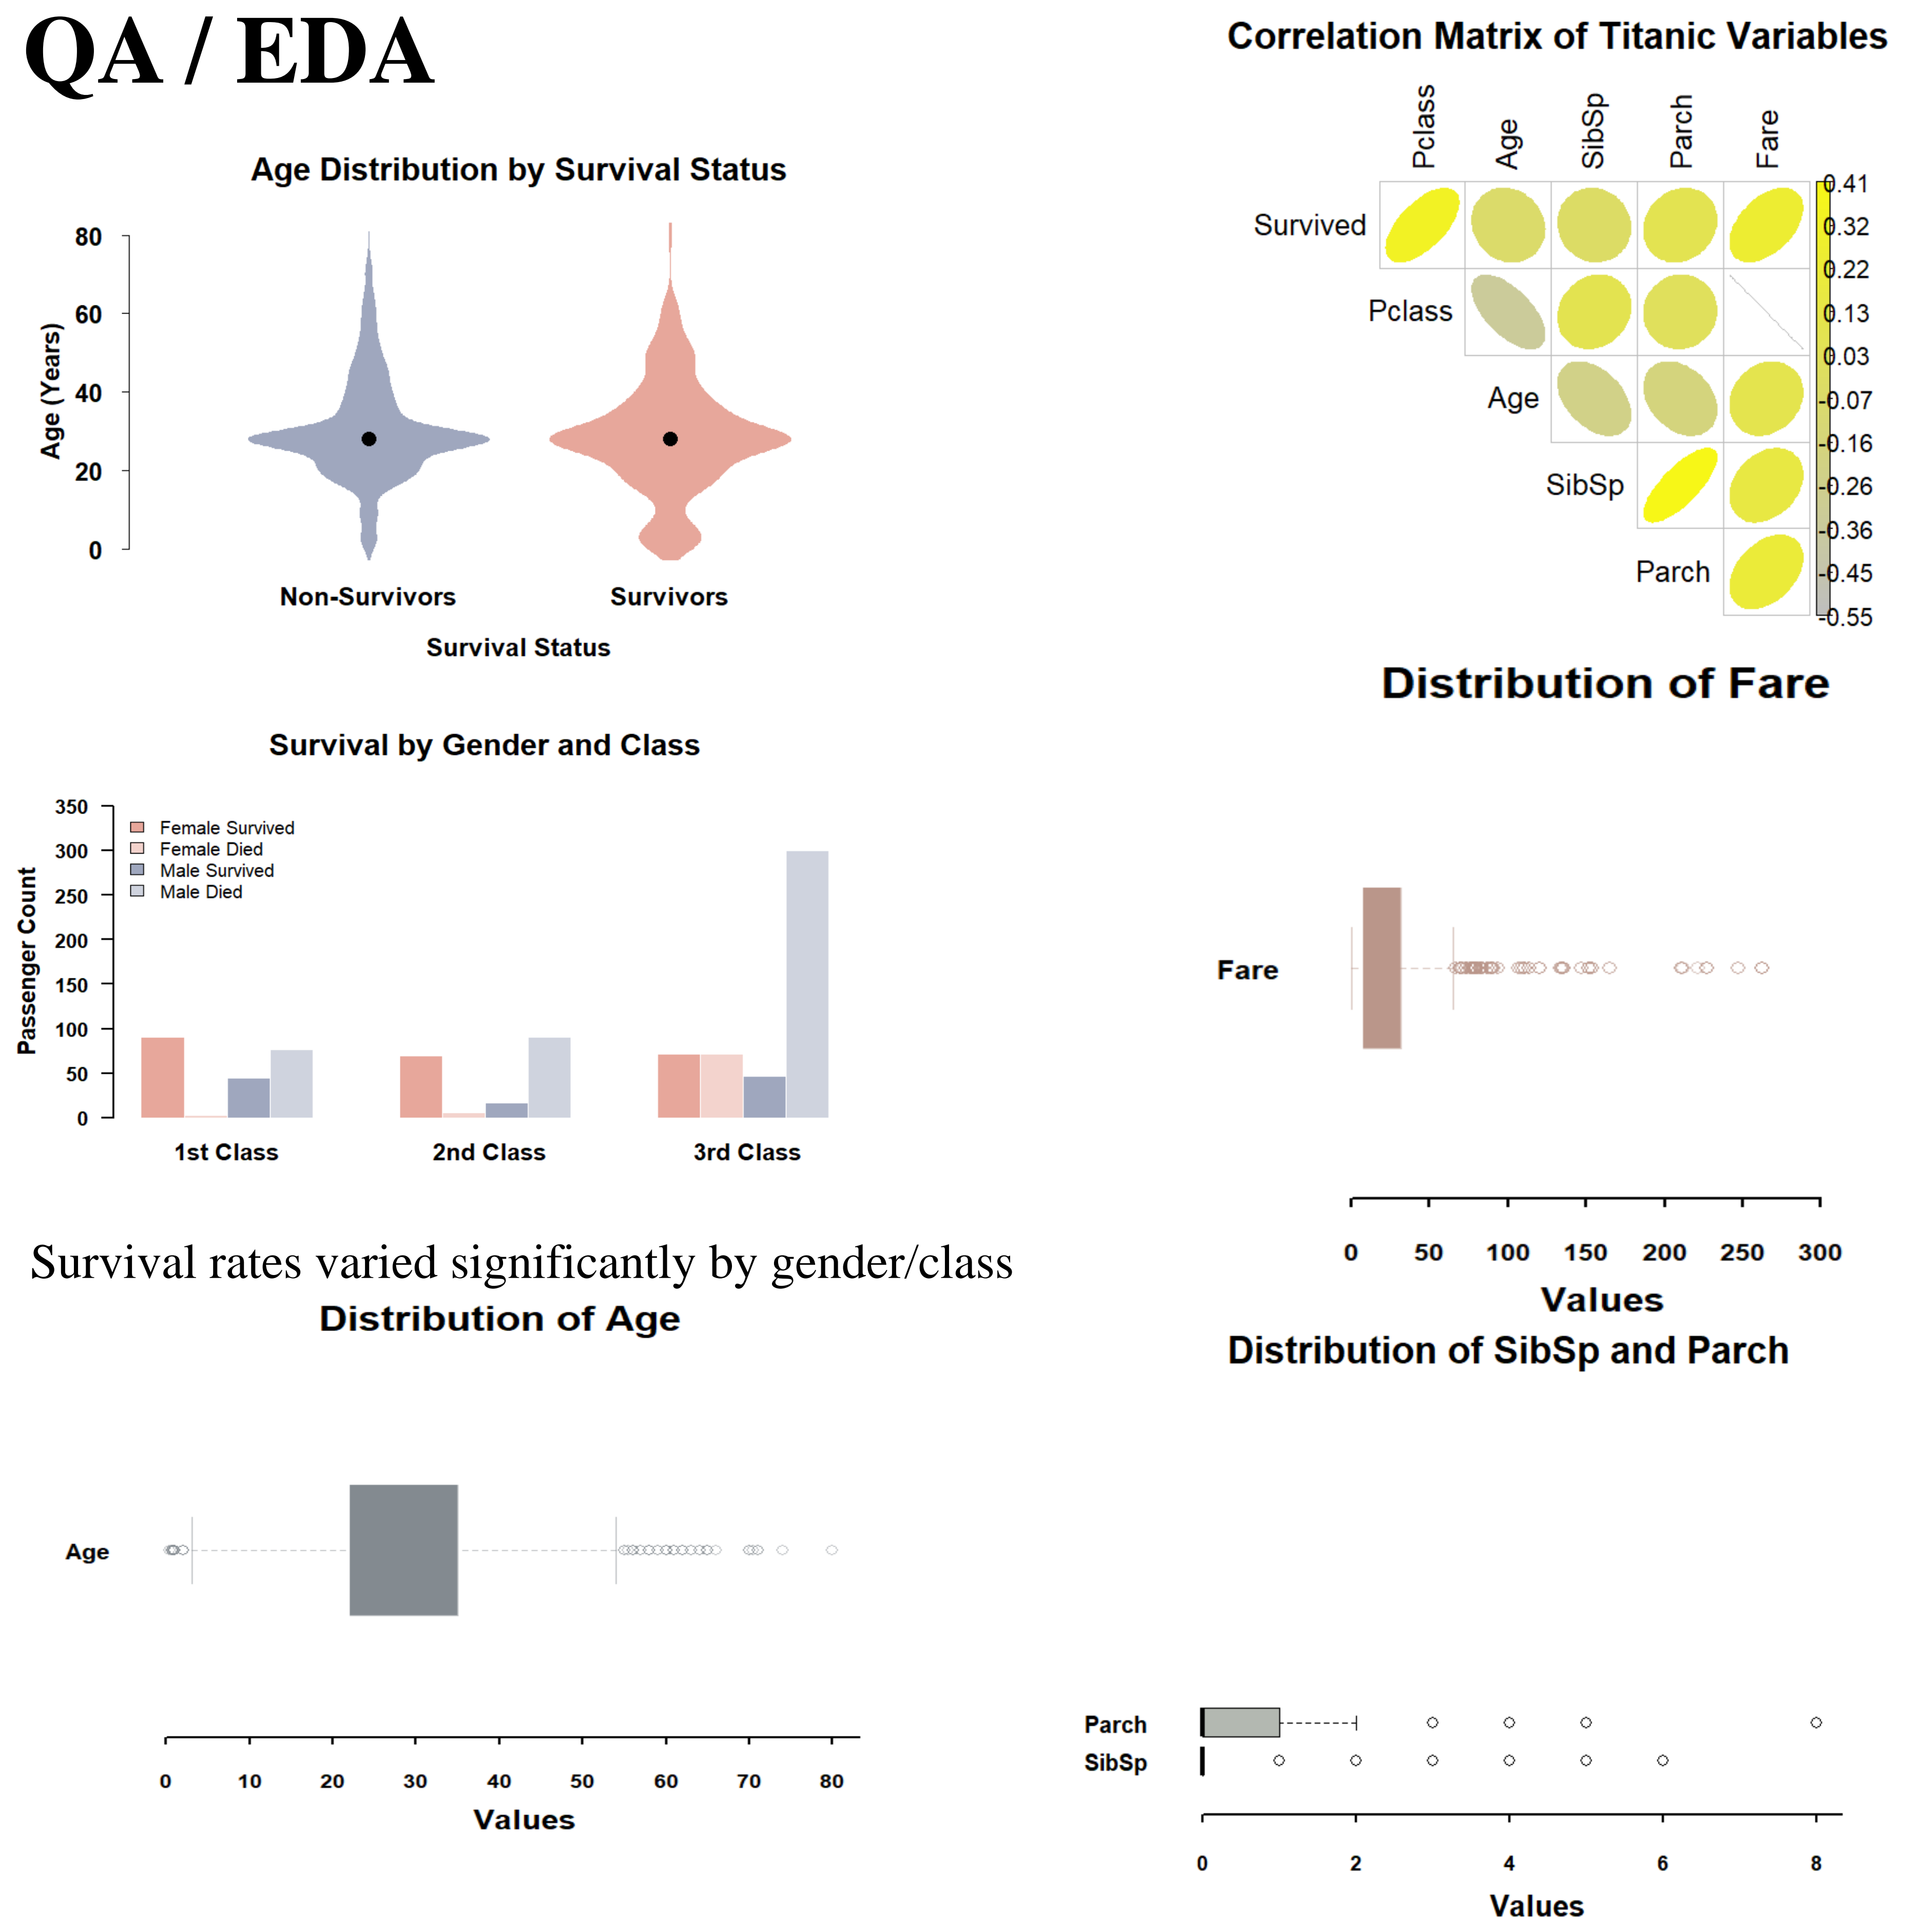 QA / EDA
Age Distribution by Survival Status
80
60
40
20
0
Age (Years)
Non-Survivors Survivors
Survival Status
Correlation Matrix of Titanic Variables
Pclass Age SibSp Parch Fare
Survived
Pclass
Age
SibSp
Parch
0.41
0.32
0.22
0.13
0.03
-0.07
-0.16
-0.26
-0.36
-0.45
-0.55
Survival by Gender and Class
350
300
250
200
150
100
50
0
Passenger Count
Female Survived
Female Died
Male Survived
Male Died
1st Class 2nd Class 3rd Class
Distribution of Fare
Fare
0 50 100 150 200 250 300
Values
Survival rates varied significantly by gender/class
Distribution of Age
Age
0 10 20 30 40 50 60 70 80
Values
Distribution of SibSp and Parch
Parch
SibSp
0 2 4 6 8
Values